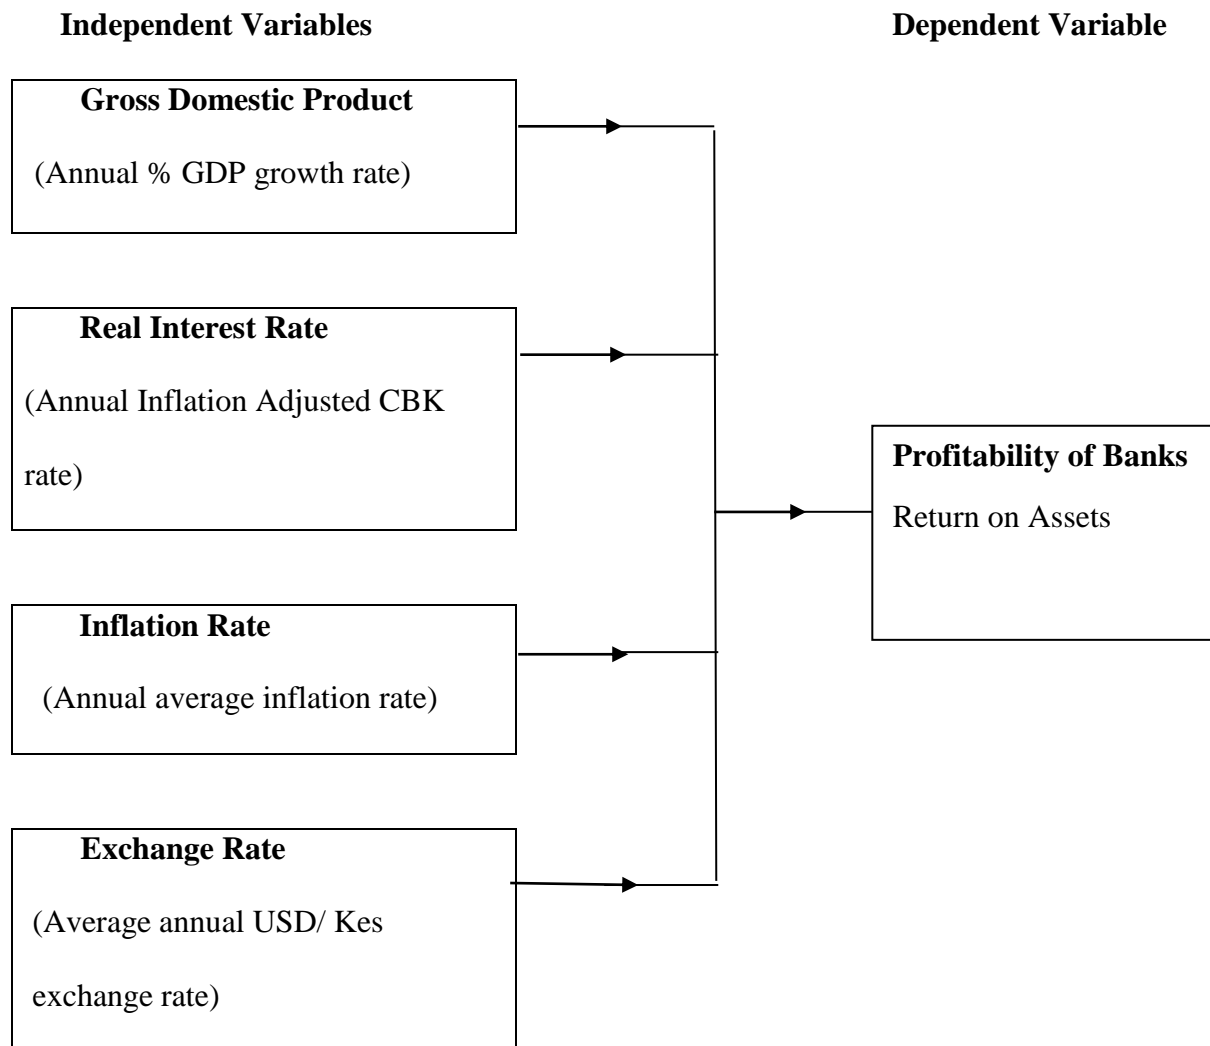 Independent Variables
Dependent Variable
Gross Domestic Product
(Annual % GDP growth rate)
Real Interest Rate
(Annual Inflation Adjusted CBK
rate)
Profitability of Banks
Return on Assets
Inflation Rate
(Annual average inflation rate)
Exchange Rate
(Average annual USD/ Kes
exchange rate)